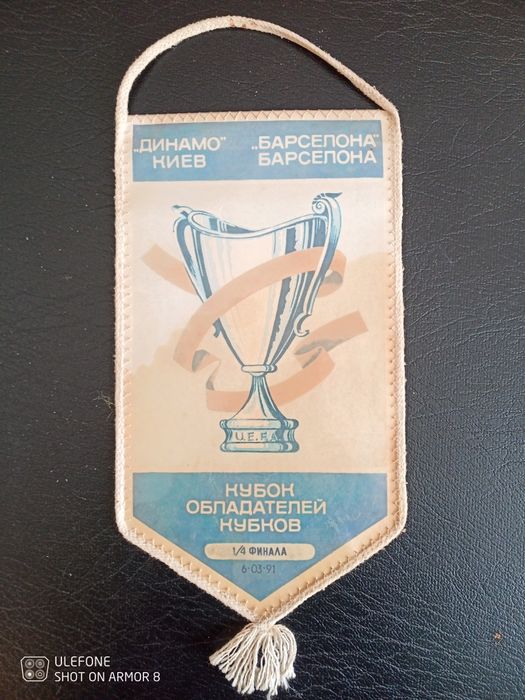 „ДИНАМО" „БАРСЕЛОНА"
КИЕВ БАРСЕЛОНА
U.E.F.A.
КУБОК
ОБЛАДАТЕЛЕЙ
КУБКОВ
1/4 ФИНАЛА
6·03·91
ULEFONE
SHOT ON ARMOR 8